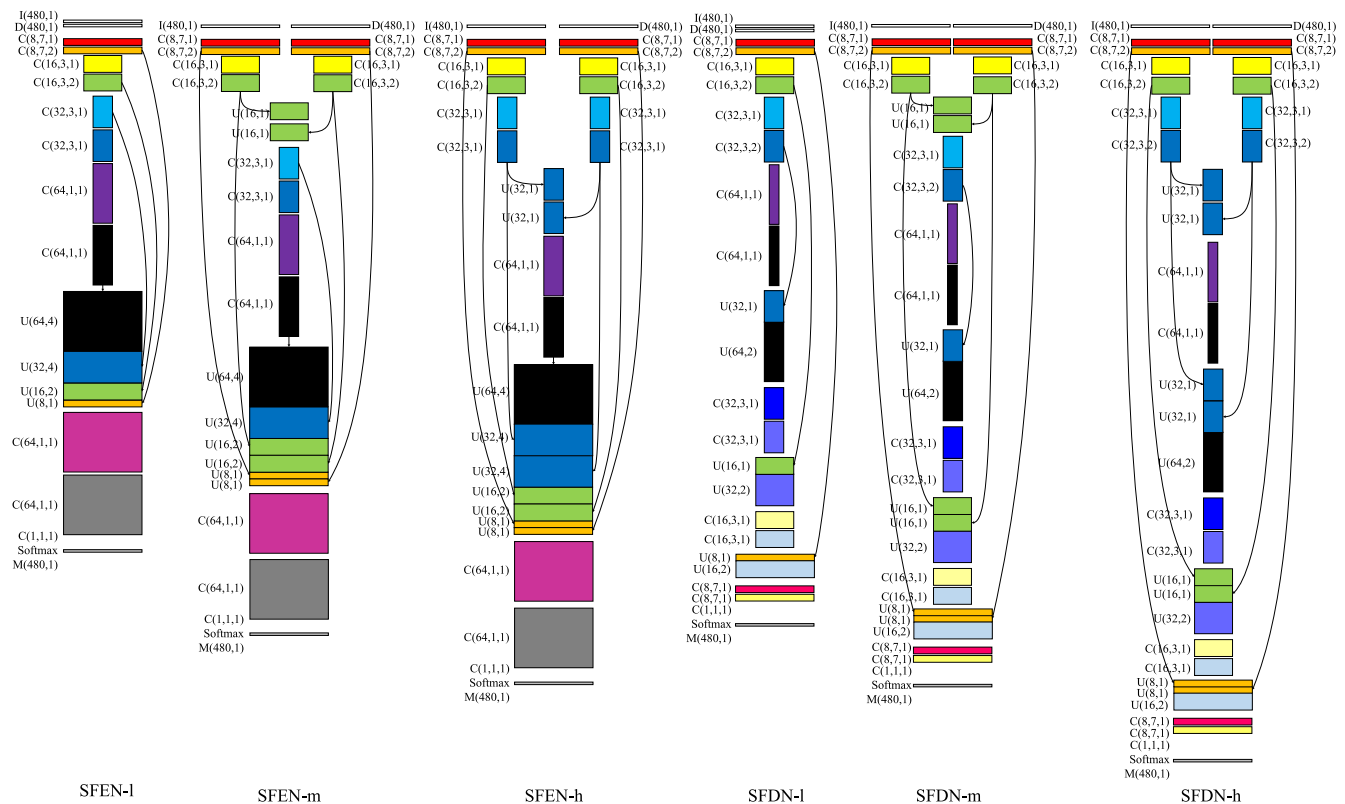 I(480,1)
D(480,1)
C(8,7,1)
C(8,7,2)
C(16,3,1)
C(16,3,2)
C(32,3,1)
C(32,3,1)
C(64,1,1)
C(64,1,1)
U(64,4)
U(32,4)
U(16,2)
U(8,1)
C(64,1,1)
C(64,1,1)
C(1,1,1)
Softmax
M(480,1)
SFEN-l
I(480,1)
D(480,1)
C(8,7,1)
C(8,7,1)
C(8,7,2)
C(8,7,2)
C(16,3,1)
C(16,3,1)
C(16,3,2)
C(16,3,2)
U(16,1)
U(16,1)
C(32,3,1)
C(32,3,1)
C(64,1,1)
C(64,1,1)
U(64,4)
U(32,4)
U(16,2)
U(16,2)
U(8,1)
U(8,1)
C(64,1,1)
C(64,1,1)
C(1,1,1)
Softmax
M(480,1)
SFEN-m
I(480,1)
D(480,1)
C(8,7,1)
C(8,7,1)
C(8,7,2)
C(8,7,2)
C(16,3,1)
C(16,3,1)
C(16,3,2)
C(16,3,2)
C(32,3,1)
C(32,3,1)
C(32,3,1)
C(32,3,1)
U(32,1)
U(32,1)
C(64,1,1)
C(64,1,1)
U(64,4)
U(32,4)
U(32,4)
U(16,2)
U(16,2)
U(8,1)
U(8,1)
C(64,1,1)
C(64,1,1)
C(1,1,1)
Softmax
M(480,1)
SFEN-h
I(480,1)
D(480,1)
C(8,7,1)
C(8,7,2)
C(16,3,1)
C(16,3,2)
C(32,3,1)
C(32,3,2)
C(64,1,1)
C(64,1,1)
U(32,1)
U(64,2)
C(32,3,1)
C(32,3,1)
U(16,1)
U(32,2)
C(16,3,1)
C(16,3,1)
U(8,1)
U(16,2)
C(8,7,1)
C(8,7,1)
C(1,1,1)
Softmax
M(480,1)
SFDN-l
I(480,1)
D(480,1)
C(8,7,1)
C(8,7,1)
C(8,7,2)
C(8,7,2)
C(16,3,1)
C(16,3,1)
C(16,3,2)
C(16,3,2)
U(16,1)
U(16,1)
C(32,3,1)
C(32,3,2)
C(64,1,1)
C(64,1,1)
U(32,1)
U(64,2)
C(32,3,1)
C(32,3,1)
U(16,1)
U(16,1)
U(32,2)
C(16,3,1)
C(16,3,1)
U(8,1)
U(8,1)
U(16,2)
C(8,7,1)
C(8,7,1)
C(1,1,1)
Softmax
M(480,1)
SFDN-m
I(480,1)
D(480,1)
C(8,7,1)
C(8,7,1)
C(8,7,2)
C(8,7,2)
C(16,3,1)
C(16,3,1)
C(16,3,2)
C(16,3,2)
C(32,3,1)
C(32,3,1)
C(32,3,2)
C(32,3,2)
U(32,1)
U(32,1)
C(64,1,1)
C(64,1,1)
U(32,1)
U(32,1)
U(64,2)
C(32,3,1)
C(32,3,1)
U(16,1)
U(16,1)
U(32,2)
C(16,3,1)
C(16,3,1)
U(8,1)
U(8,1)
U(16,2)
C(8,7,1)
C(8,7,1)
C(1,1,1)
Softmax
M(480,1)
SFDN-h